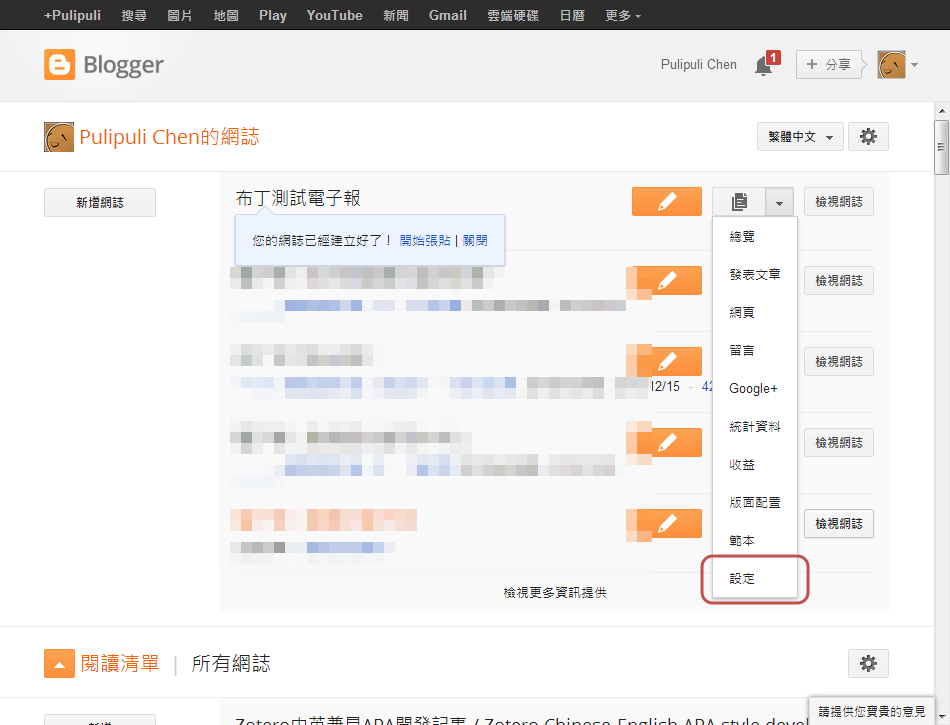 +Pulipuli 搜尋 圖片 地圖 Play YouTube 新聞 Gmail 雲端硬碟 日曆 更多
Blogger
Pulipuli Chen 1 + 分享
Pulipuli Chen的網誌 繁體中文
新增網誌
布丁測試電子報 檢視網誌
您的網誌已經建立好了！ 開始張貼 | 關閉
總覽
發表文章
檢視網誌
網頁
留言
檢視網誌
12/15 - 42
Google+
統計資料
檢視網誌
收益
版面配置
檢視網誌
範本
設定
檢視更多資訊提供
閱讀清單 | 所有網誌
請提供您寶貴的意見
新增 Zotero中英兼具APA開發記事 / Zotero Chinese-English APA style devel